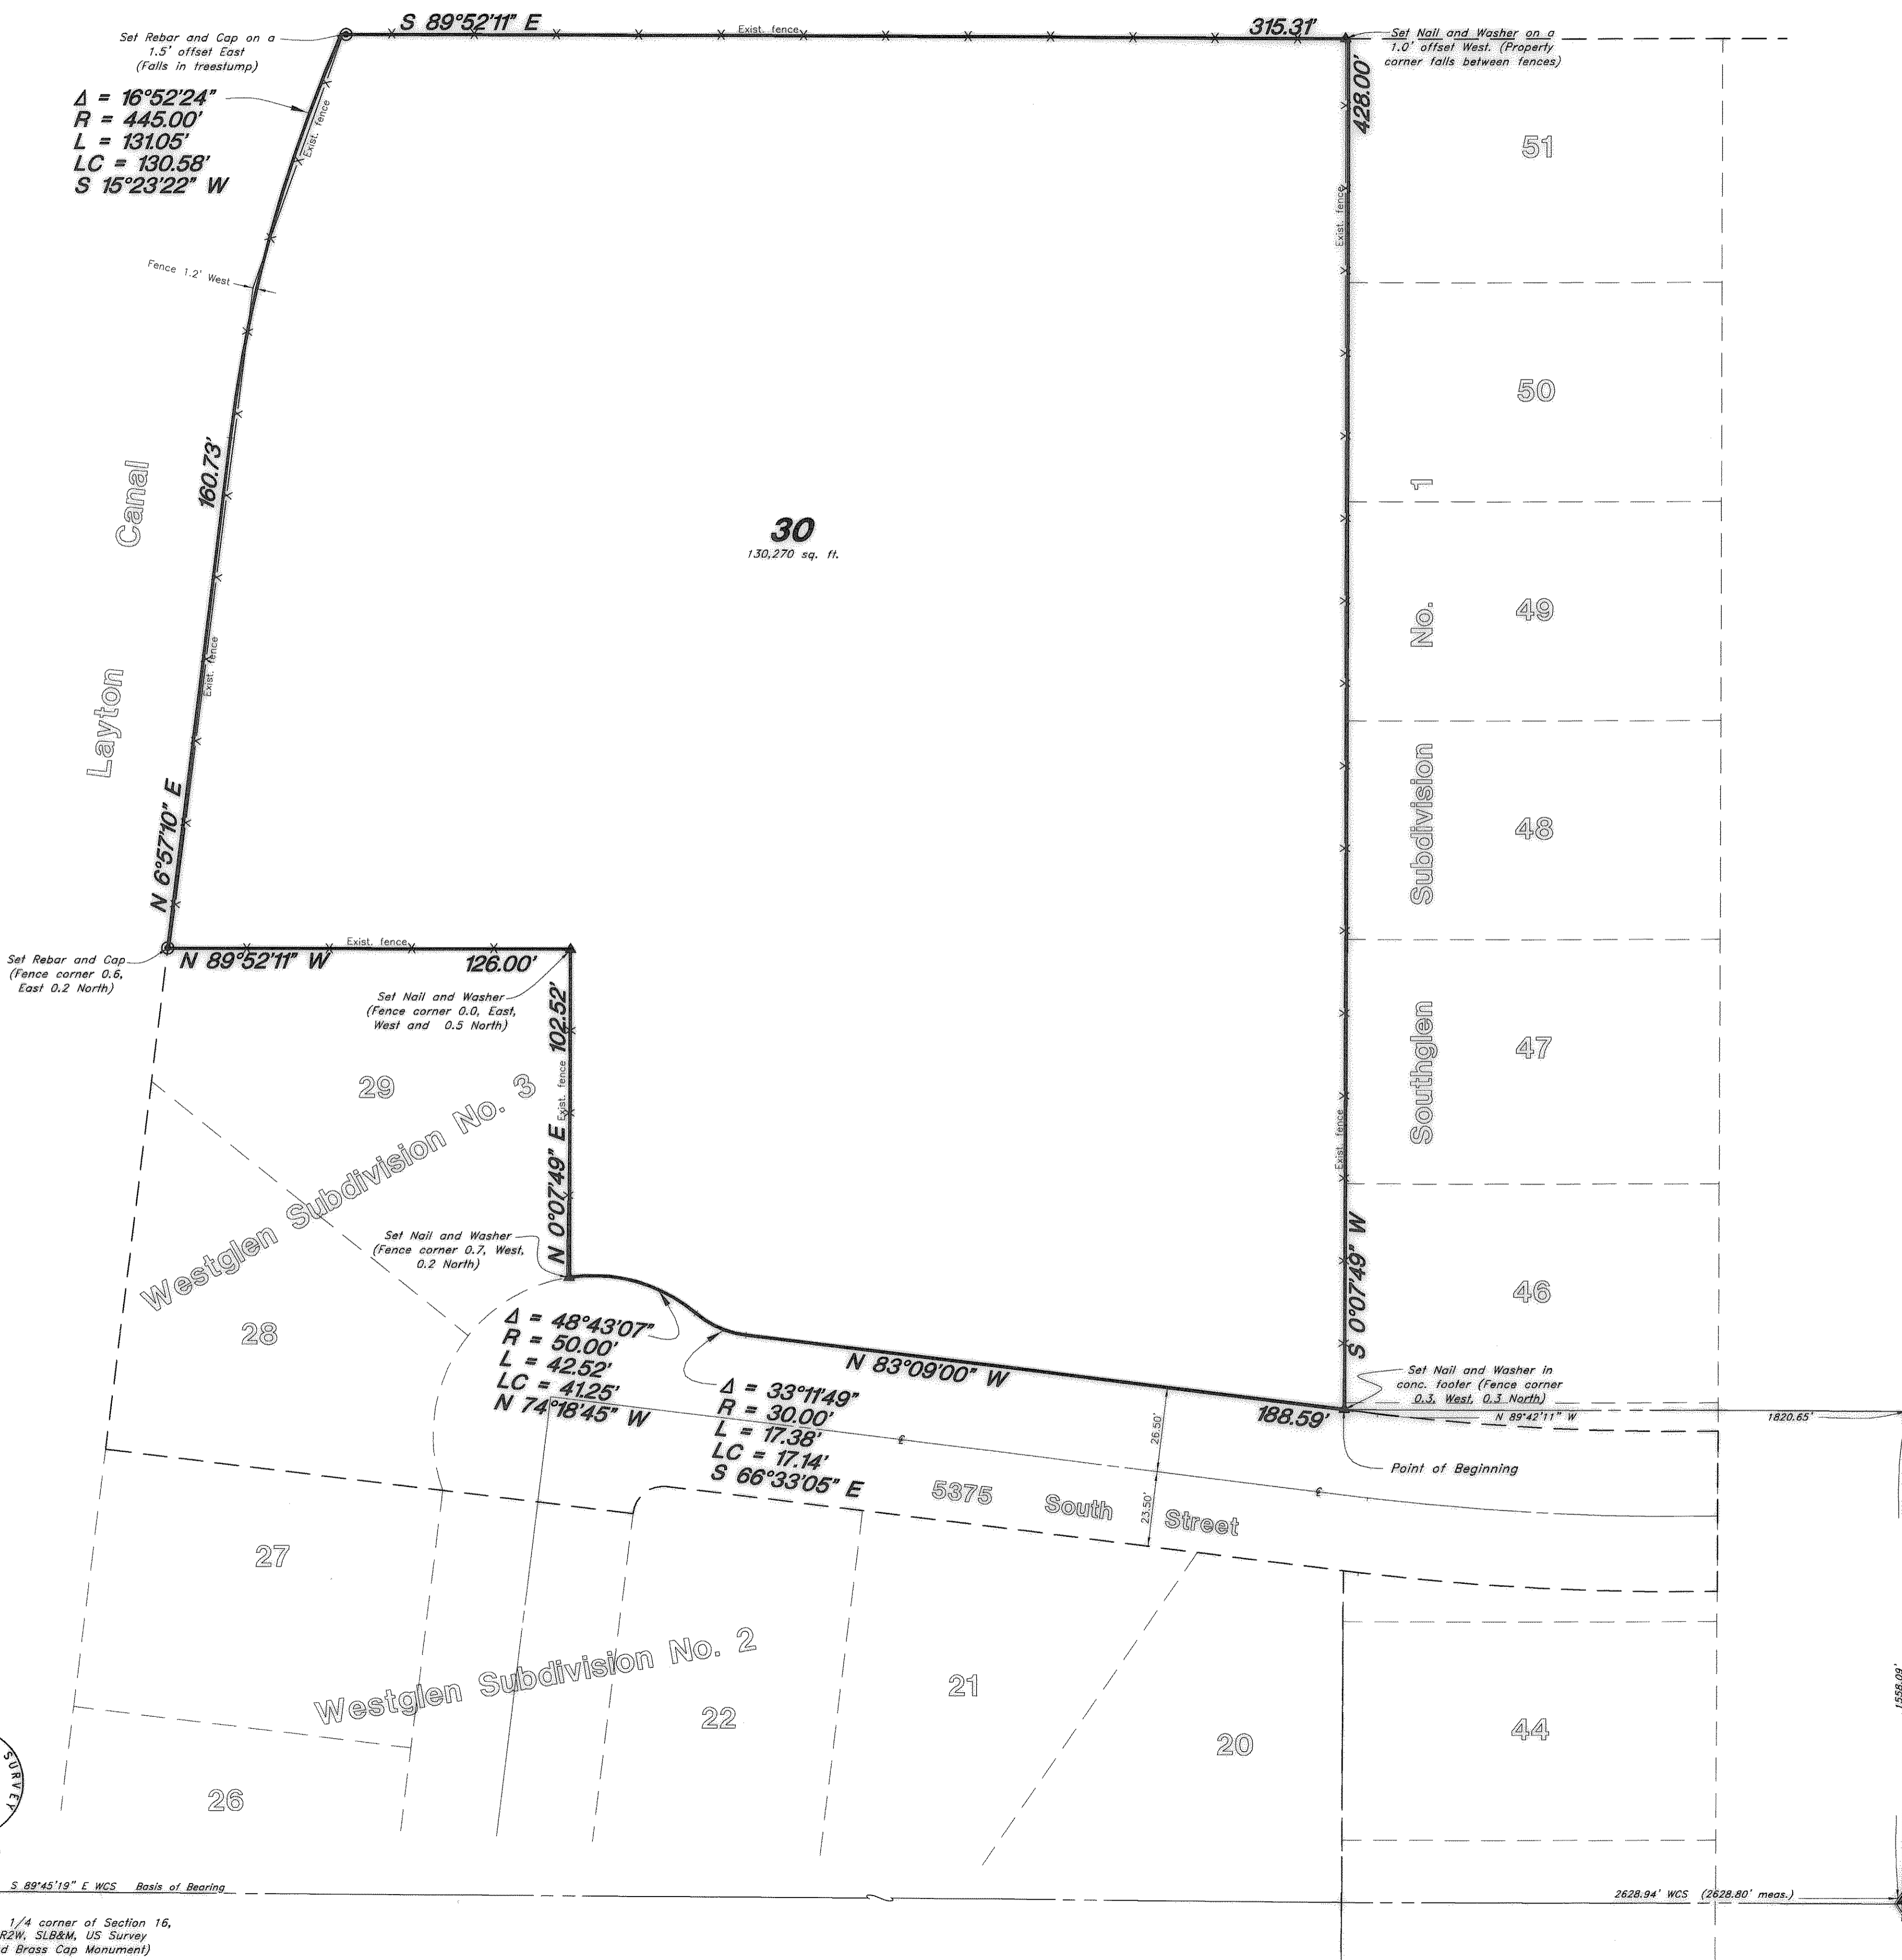 S 89°52'11" E
Exist. fence
315.31'
Set Rebar and Cap on a
1.5' offset East
(Falls in treestump)
Set Nail and Washer on a
1.0' offset West. (Property
corner falls between fences)
Δ = 16°52'24"
R = 445.00'
L = 131.05'
LC = 130.58'
S 15°23'22" W
Exist. fence
428.00'
Exist. fence
51
Fence 1.2' West
50
160.73'
Canal
Layton
30
130,270 sq. ft.
49
48
47
46
Southglen Subdivision No. 1
Exist. fence
N 6°57'10" E
Set Rebar and Cap
(Fence corner 0.6,
East 0.2 North)
Exist. fence
N 89°52'11" W
126.00'
Set Nail and Washer
(Fence corner 0.0, East,
West and 0.5 North)
N 0°07'49" E
Exist. fence
102.52'
29
Westglen Subdivision No. 3
28
Set Nail and Washer
(Fence corner 0.7, West,
0.2 North)
Exist. fence
S 0°07'49" W
Δ = 48°43'07"
R = 50.00'
L = 42.52'
LC = 41.25'
N 74°18'45" W
Δ = 33°11'49"
R = 30.00'
L = 17.38'
LC = 17.14'
S 66°33'05" E
N 83°09'00" W
188.59'
Set Nail and Washer in
conc. footer (Fence corner
0.3, West, 0.3 North)
N 89°42'11" W
1820.65'
Point of Beginning
26.50'
23.50'
5375 South Street
27
Westglen Subdivision No. 2
26
22
21
20
44
1558.09'
SURVEY
S 89°45'19" E WCS Basis of Bearing
2628.94' WCS (2628.80' meas.)
1/4 corner of Section 16,
R2W, SLB&M, US Survey
d Brass Cap Monument)